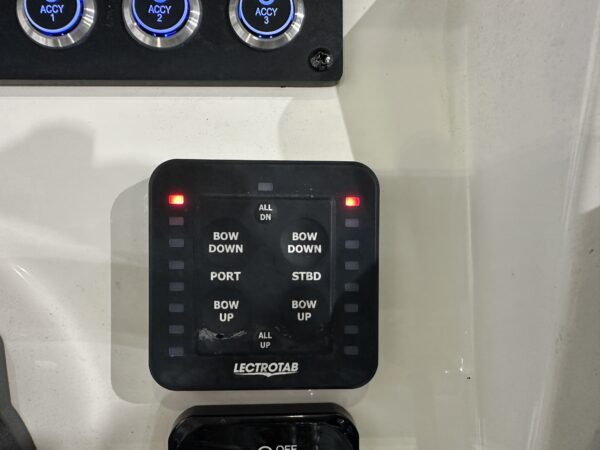 ACCY 1
ACCY 2
ACCY 3
ALL DN
BOW DOWN
BOW DOWN
PORT
STBD
BOW UP
BOW UP
ALL UP
LECTROTAB
OFF